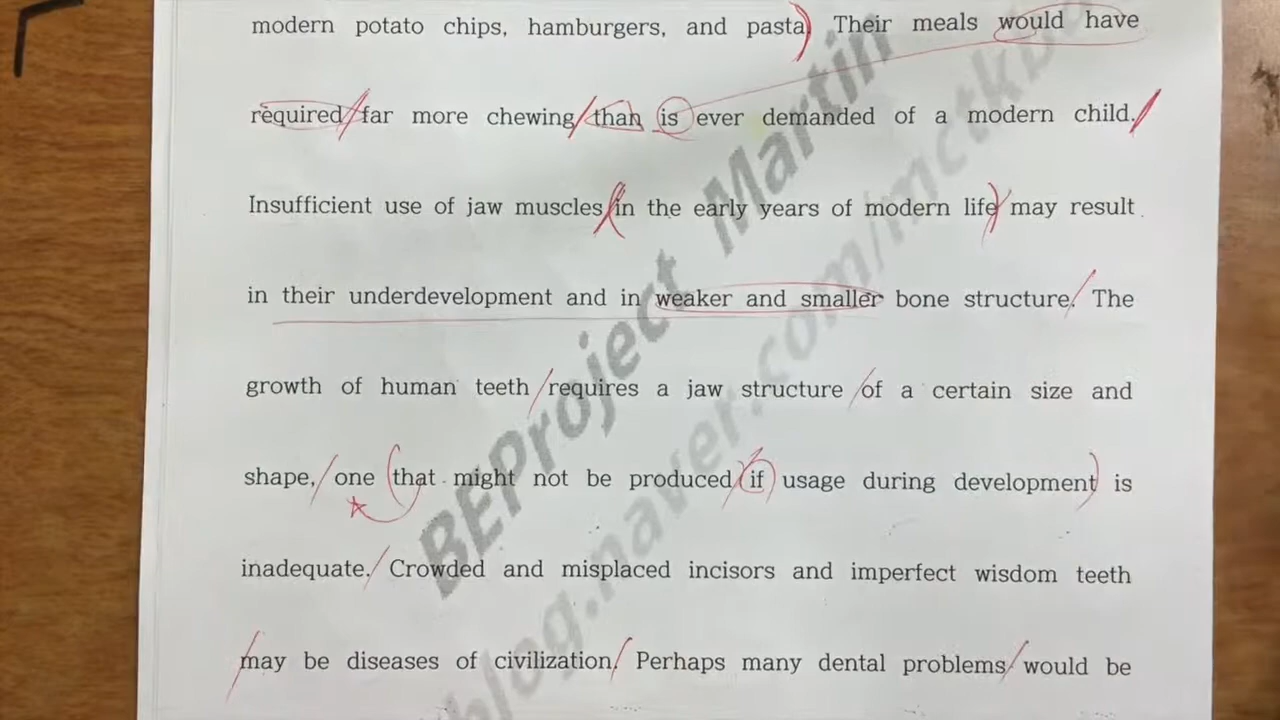 modern potato chips, hamburgers, and pasta) Their meals would have
required far more chewing than is ever demanded of a modern child.
Insufficient use of jaw muscles in the early years of modern life may result
in their underdevelopment and in weaker and smaller bone structure. The
growth of human teeth requires a jaw structure of a certain size and
shape, one that might not be produced if usage during development is
inadequate. Crowded and misplaced incisors and imperfect wisdom teeth
may be diseases of civilization. Perhaps many dental problems would be
BEProject Martin
blog.naver.com/mctk